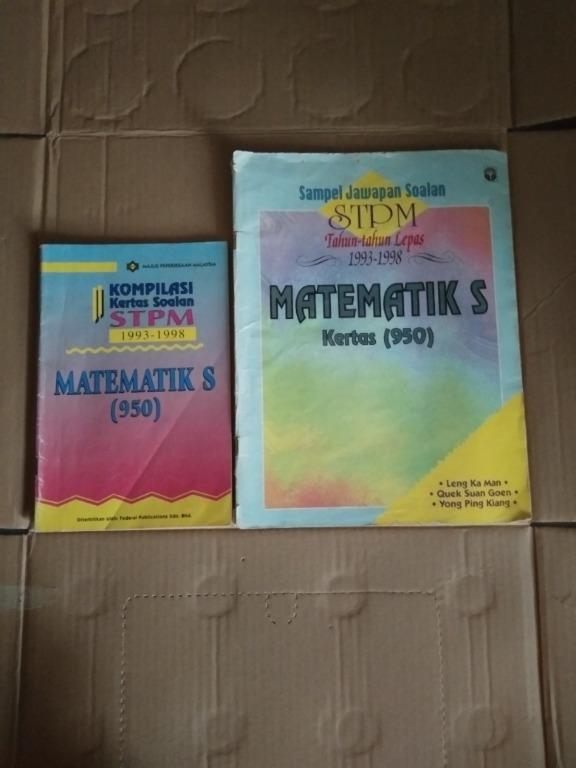 MAJLIS PEPERIKSAAN MALAYSIA
KOMPILASI
Kertas Soalan
STPM
1993-1998
MATEMATIK S
(950)
Diterbitkan oleh: Federal Publications Sdn. Bhd.
Sampel Jawapan Soalan
STPM
Tahun-tahun Lepas
1993-1998
MATEMATIK S
Kertas (950)
• Leng Ka Man •
• Quek Suan Goen •
• Yong Ping Kiang •